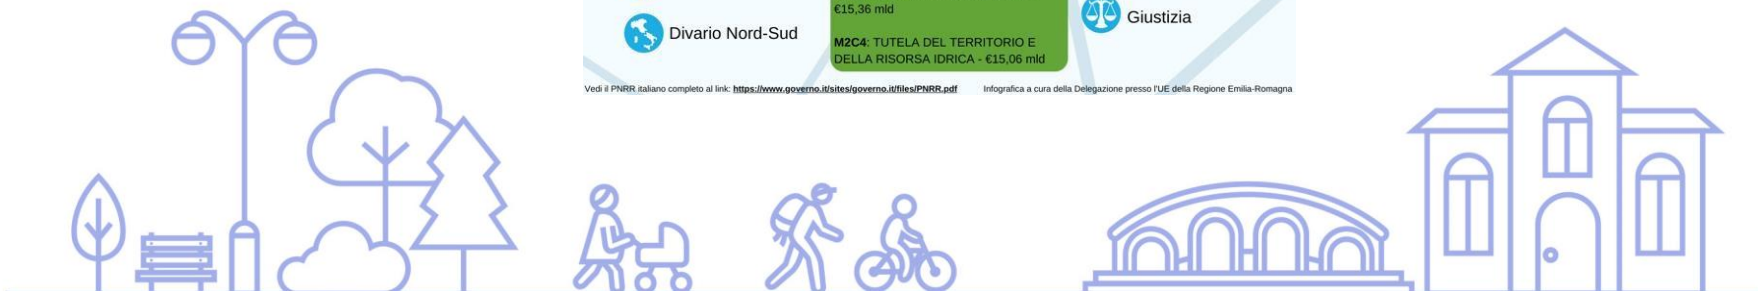 €15,36 mld
Divario Nord-Sud
Giustizia
M2C4: TUTELA DEL TERRITORIO E
DELLA RISORSA IDRICA - €15,06 mld
Vedi il PNRR italiano completo al link: https://www.governo.it/sites/governo.it/files/PNRR.pdf
Infografica a cura della Delegazione presso l'UE della Regione Emilia-Romagna